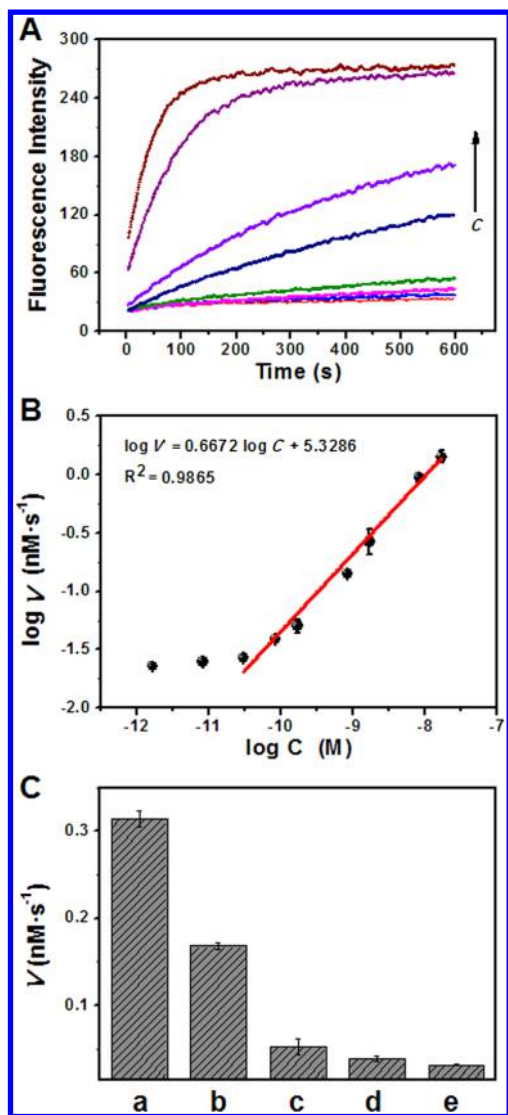 A
300
240
180
120
60
0
Fluorescence Intensity
C
0 100 200 300 400 500 600
Time (s)
B
log V = 0.6672 log C + 5.3286
R2 = 0.9865
0.5
0.0
-0.5
-1.0
-1.5
-2.0
log V (nM·s-1)
-12 -11 -10 -9 -8 -7
log C (M)
C
0.3
0.2
0.1
V (nM·s-1)
a b c d e